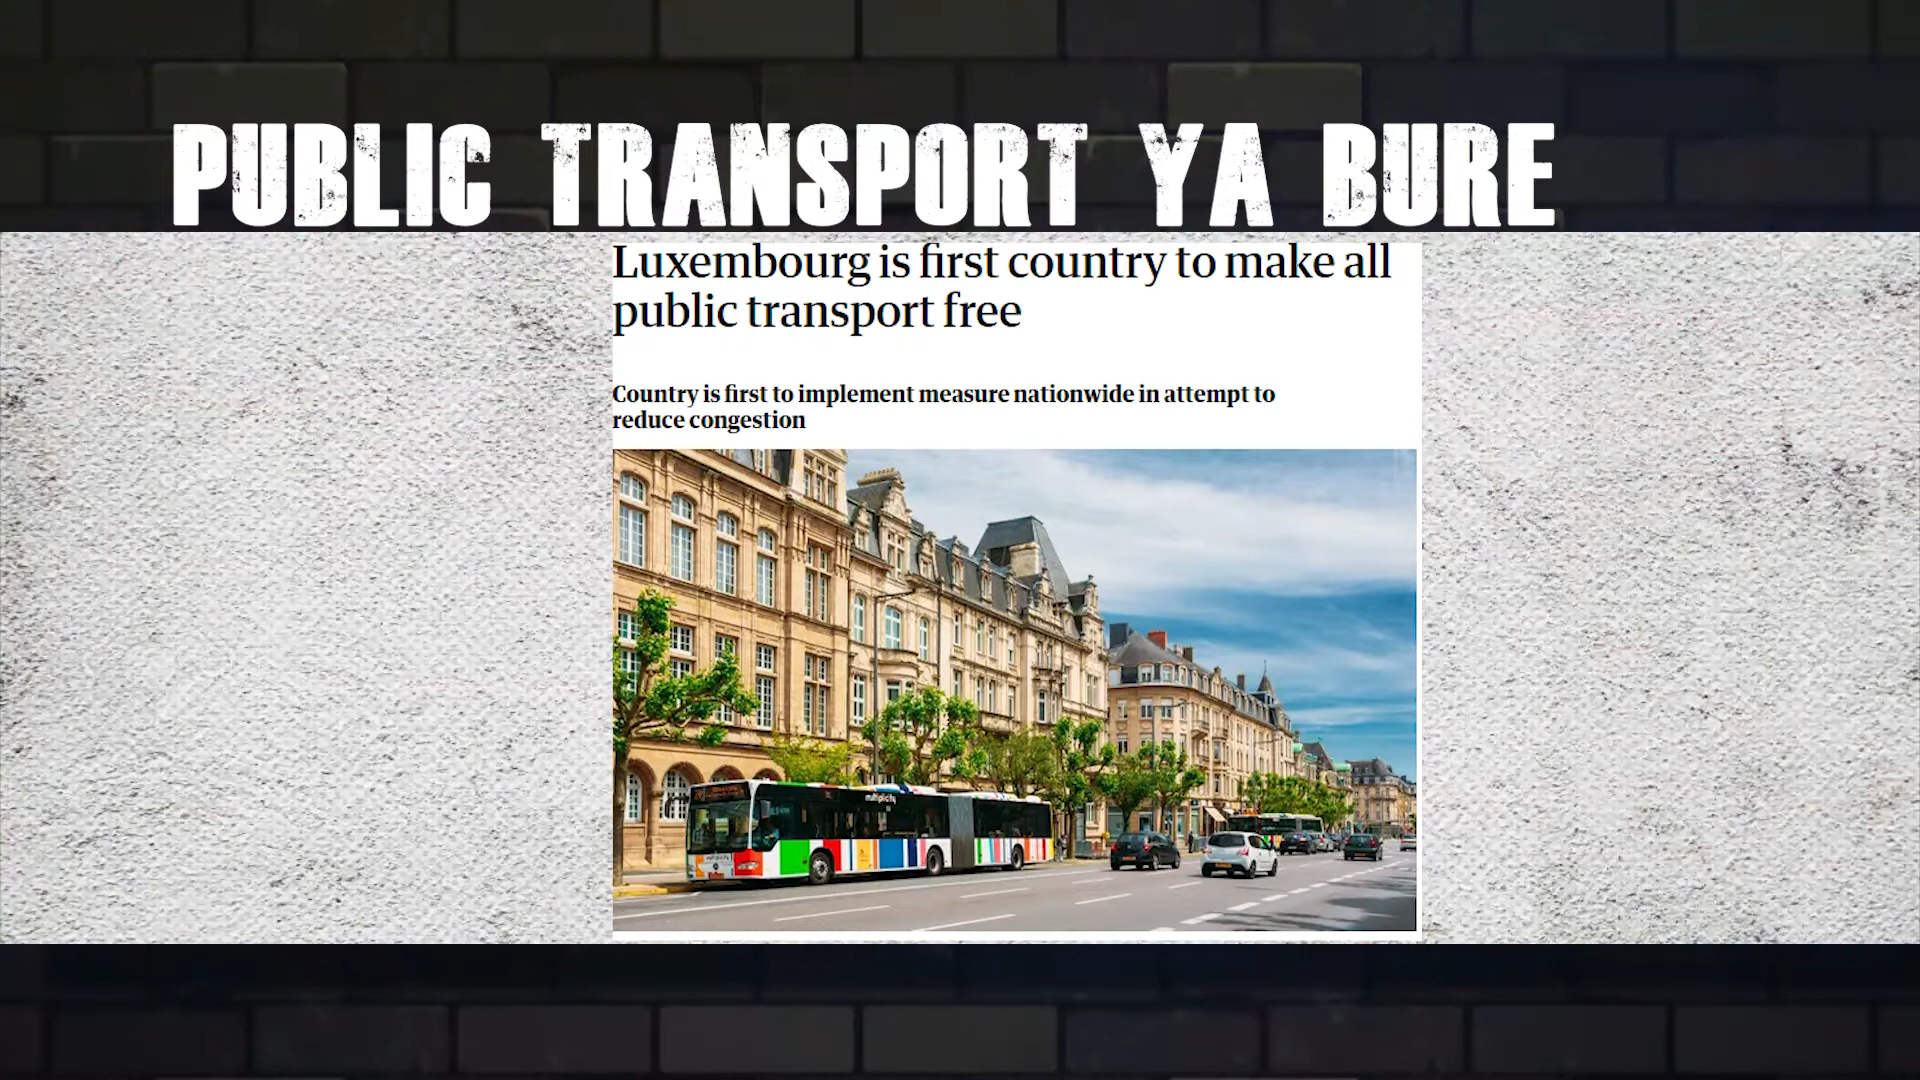 PUBLIC TRANSPORT YA BURE
Luxembourg is first country to make all
public transport free
Country is first to implement measure nationwide in attempt to
reduce congestion
multiplicity